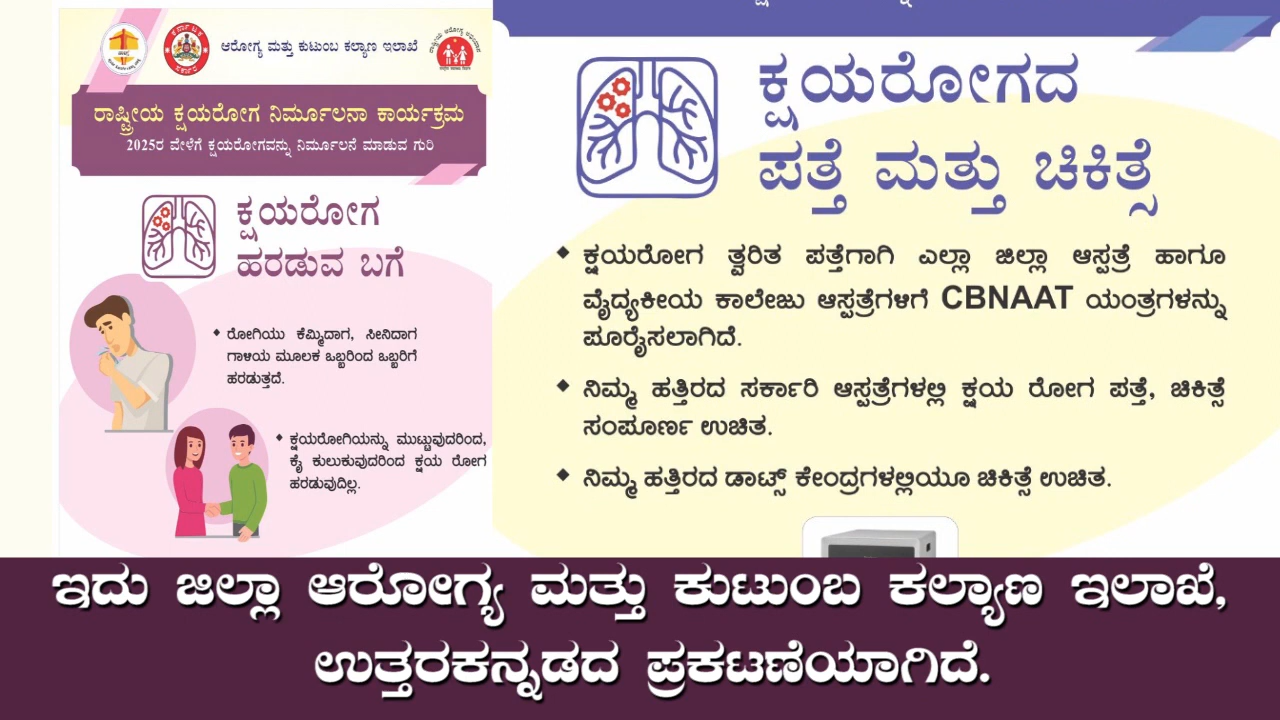 ಆರೋಗ್ಯ ಮತ್ತು ಕುಟುಂಬ ಕಲ್ಯಾಣ ಇಲಾಖೆ
ರಾಷ್ಟ್ರೀಯ ಕ್ಷಯರೋಗ ನಿರ್ಮೂಲನಾ ಕಾರ್ಯಕ್ರಮ
2025ರ ವೇಳೆಗೆ ಕ್ಷಯರೋಗವನ್ನು ನಿರ್ಮೂಲನೆ ಮಾಡುವ ಗುರಿ
ಕ್ಷಯರೋಗ
ಹರಡುವ ಬಗೆ
ರೋಗಿಯು ಕೆಮ್ಮಿದಾಗ, ಸೀನಿದಾಗ
ಗಾಳಿಯ ಮೂಲಕ ಒಬ್ಬರಿಂದ ಒಬ್ಬರಿಗೆ
ಹರಡುತ್ತದೆ.
ಕ್ಷಯರೋಗಿಯನ್ನು ಮುಟ್ಟುವುದರಿಂದ,
ಕೈ ಕುಲುಕುವುದರಿಂದ ಕ್ಷಯ ರೋಗ
ಹರಡುವುದಿಲ್ಲ.
ಕ್ಷಯರೋಗದ
ಪತ್ತೆ ಮತ್ತು ಚಿಕಿತ್ಸೆ
ಕ್ಷಯರೋಗ ತ್ವರಿತ ಪತ್ತೆಗಾಗಿ ಎಲ್ಲಾ ಜಿಲ್ಲಾ ಆಸ್ಪತ್ರೆ ಹಾಗೂ
ವೈದ್ಯಕೀಯ ಕಾಲೇಜು ಆಸ್ಪತ್ರೆಗಳಿಗೆ CBNAAT ಯಂತ್ರಗಳನ್ನು
ಪೂರೈಸಲಾಗಿದೆ.
ನಿಮ್ಮ ಹತ್ತಿರದ ಸರ್ಕಾರಿ ಆಸ್ಪತ್ರೆಗಳಲ್ಲಿ ಕ್ಷಯ ರೋಗ ಪತ್ತೆ, ಚಿಕಿತ್ಸೆ
ಸಂಪೂರ್ಣ ಉಚಿತ.
ನಿಮ್ಮ ಹತ್ತಿರದ ಡಾಟ್ಸ್ ಕೇಂದ್ರಗಳಲ್ಲಿಯೂ ಚಿಕಿತ್ಸೆ ಉಚಿತ.
ಇದು ಜಿಲ್ಲಾ ಆರೋಗ್ಯ ಮತ್ತು ಕುಟುಂಬ ಕಲ್ಯಾಣ ಇಲಾಖೆ,
ಉತ್ತರಕನ್ನಡದ ಪ್ರಕಟಣೆಯಾಗಿದೆ.